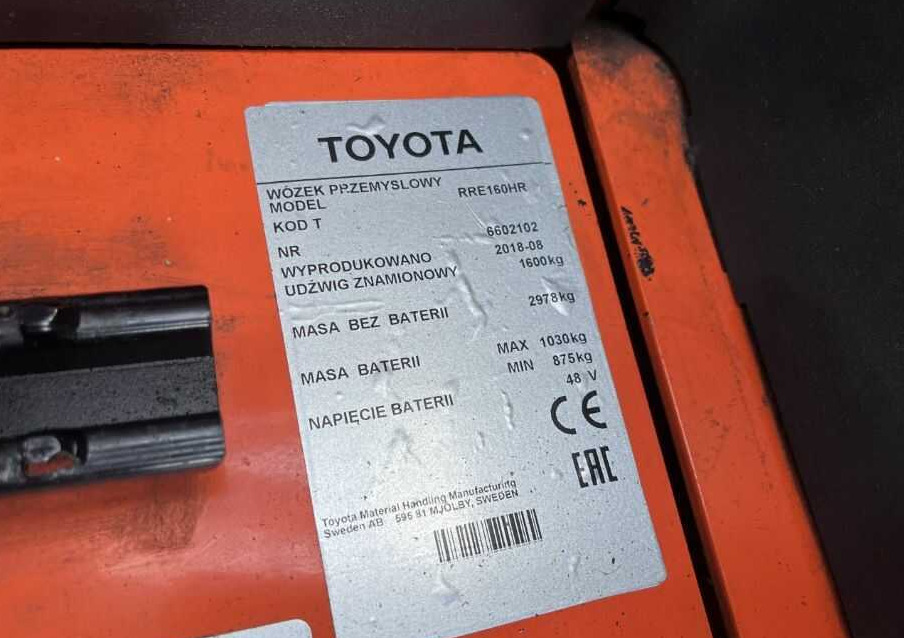 TOYOTA
WÓZEK PRZEMYSLOWY
MODEL RRE160HR
KOD T
NR 6602102
WYPRODUKOWANO 2018-08
UDŹWIG ZNAMIONOWY 1600kg
MASA BEZ BATERII 2978kg
MASA BATERII MAX 1030kg
MIN 875kg
NAPIĘCIE BATERII 48 V
CE
EAC
Toyota Material Handling Manufacturing
Sweden AB 595 81 MJÖLBY, SWEDEN